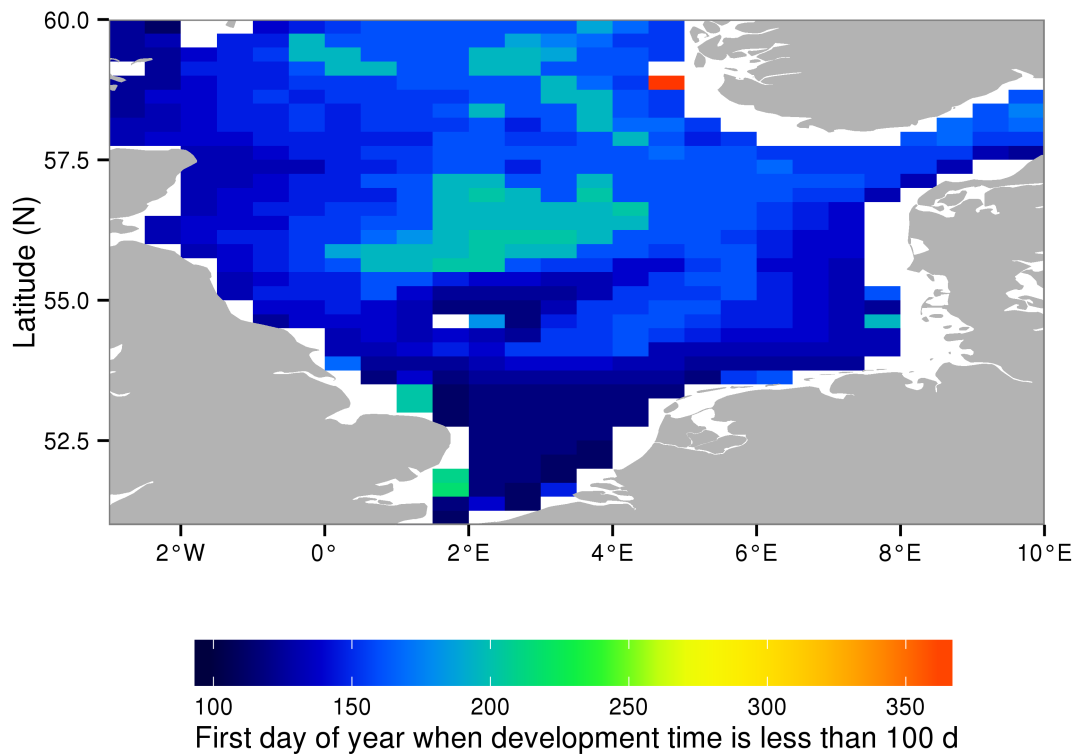 60.0
57.5
55.0
52.5
Latitude (N)
2°W 0° 2°E 4°E 6°E 8°E 10°E
100 150 200 250 300 350
First day of year when development time is less than 100 d